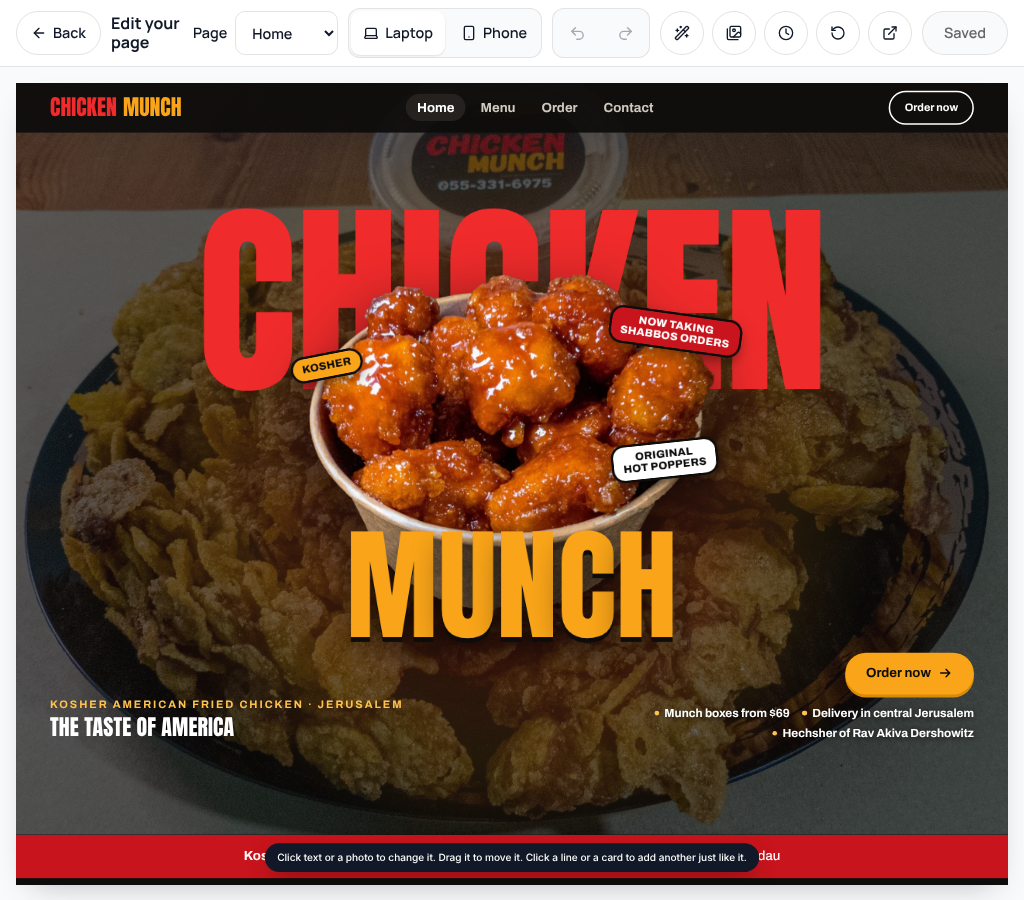 Back
Edit your page
Page
Home
Laptop
Phone
Saved
CHICKEN MUNCH
Home
Menu
Order
Contact
Order now
CHICKEN
MUNCH
055-331-6975
CHICKEN
NOW TAKING
SHABBOS ORDERS
KOSHER
ORIGINAL
HOT POPPERS
MUNCH
Order now
KOSHER AMERICAN FRIED CHICKEN · JERUSALEM
THE TASTE OF AMERICA
Munch boxes from $69
Delivery in central Jerusalem
Hechsher of Rav Akiva Dershowitz
Click text or a photo to change it. Drag it to move it. Click a line or a card to add another just like it.